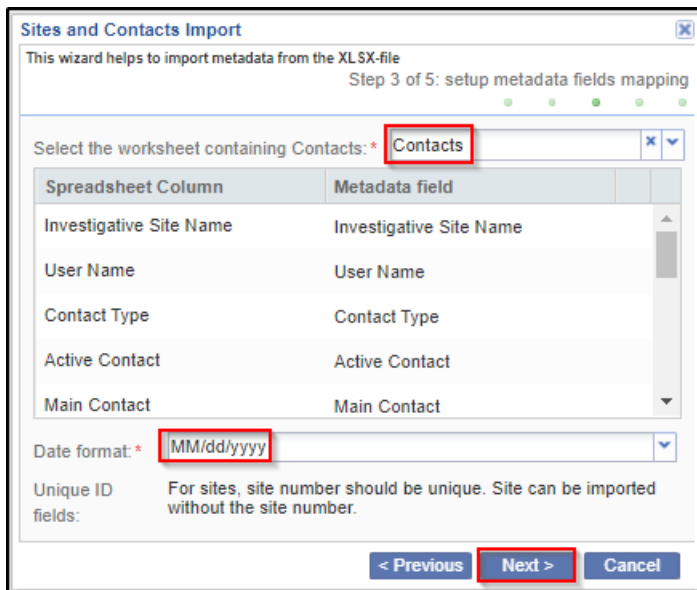 Sites and Contacts Import
This wizard helps to import metadata from the XLSX-file
Step 3 of 5: setup metadata fields mapping
Select the worksheet containing Contacts: * Contacts
Spreadsheet Column Metadata field
Investigative Site Name Investigative Site Name
User Name User Name
Contact Type Contact Type
Active Contact Active Contact
Main Contact Main Contact
Date format: * MM/dd/yyyy
Unique ID For sites, site number should be unique. Site can be imported
fields: without the site number.
< Previous Next > Cancel